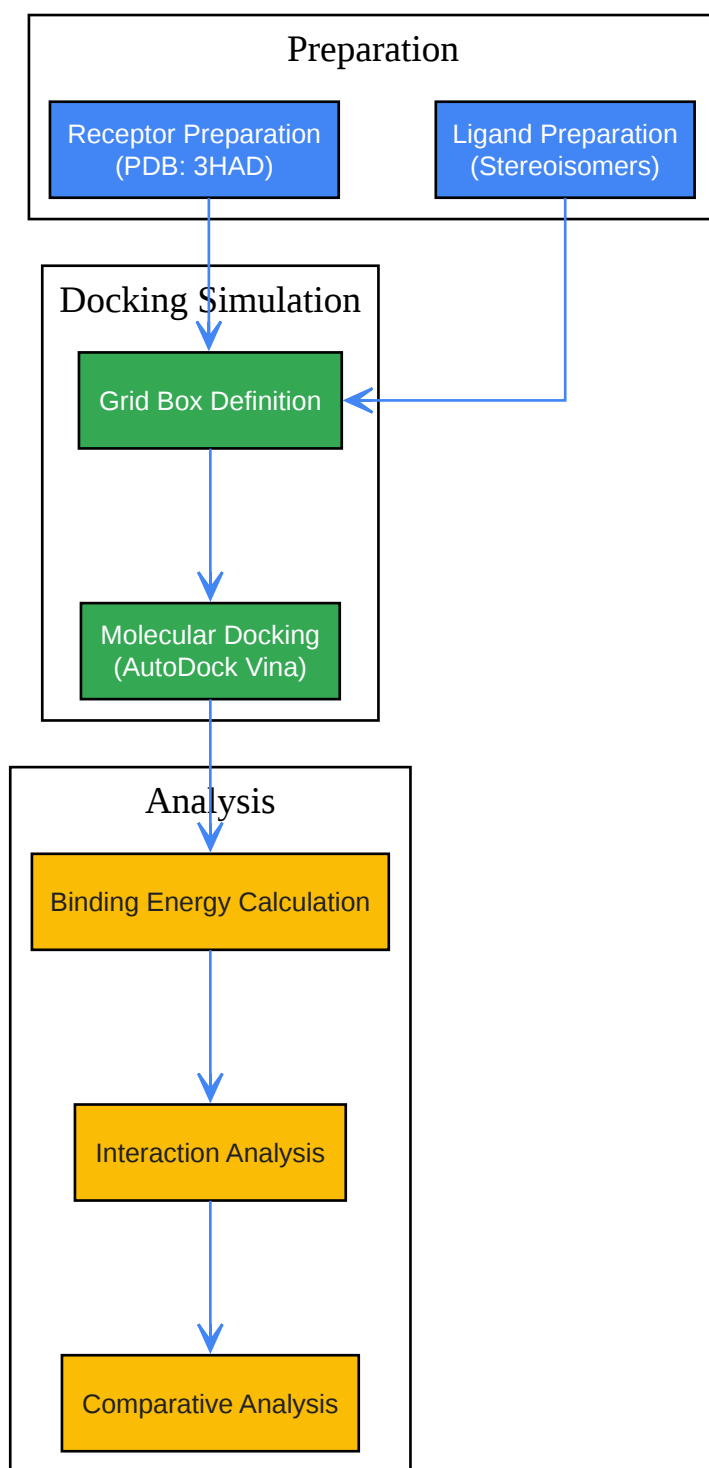 Preparation
Receptor Preparation
(PDB: 3HAD)
Ligand Preparation
(Stereoisomers)
Docking Simulation
Grid Box Definition
Molecular Docking
(AutoDock Vina)
Analysis
Binding Energy Calculation
Interaction Analysis
Comparative Analysis